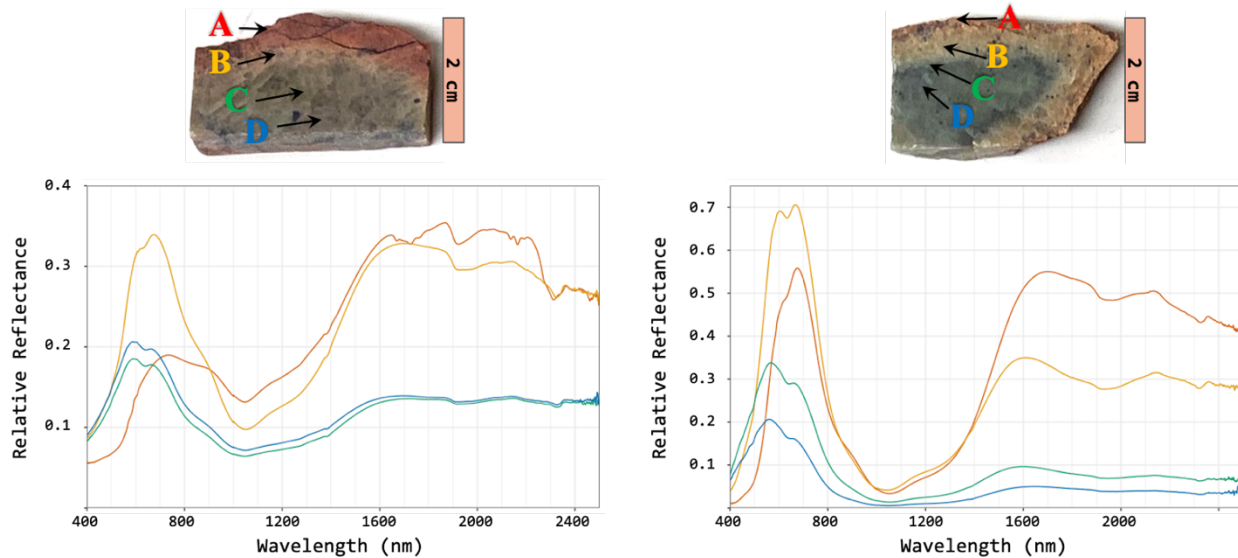 A
B
C
D
2 cm
A
B
C
D
2 cm
0.4
0.3
0.2
0.1
Relative Reflectance
400
800
1200
1600
2000
2400
Wavelength (nm)
0.7
0.6
0.5
0.4
0.3
0.2
0.1
Relative Reflectance
400
800
1200
1600
2000
Wavelength (nm)